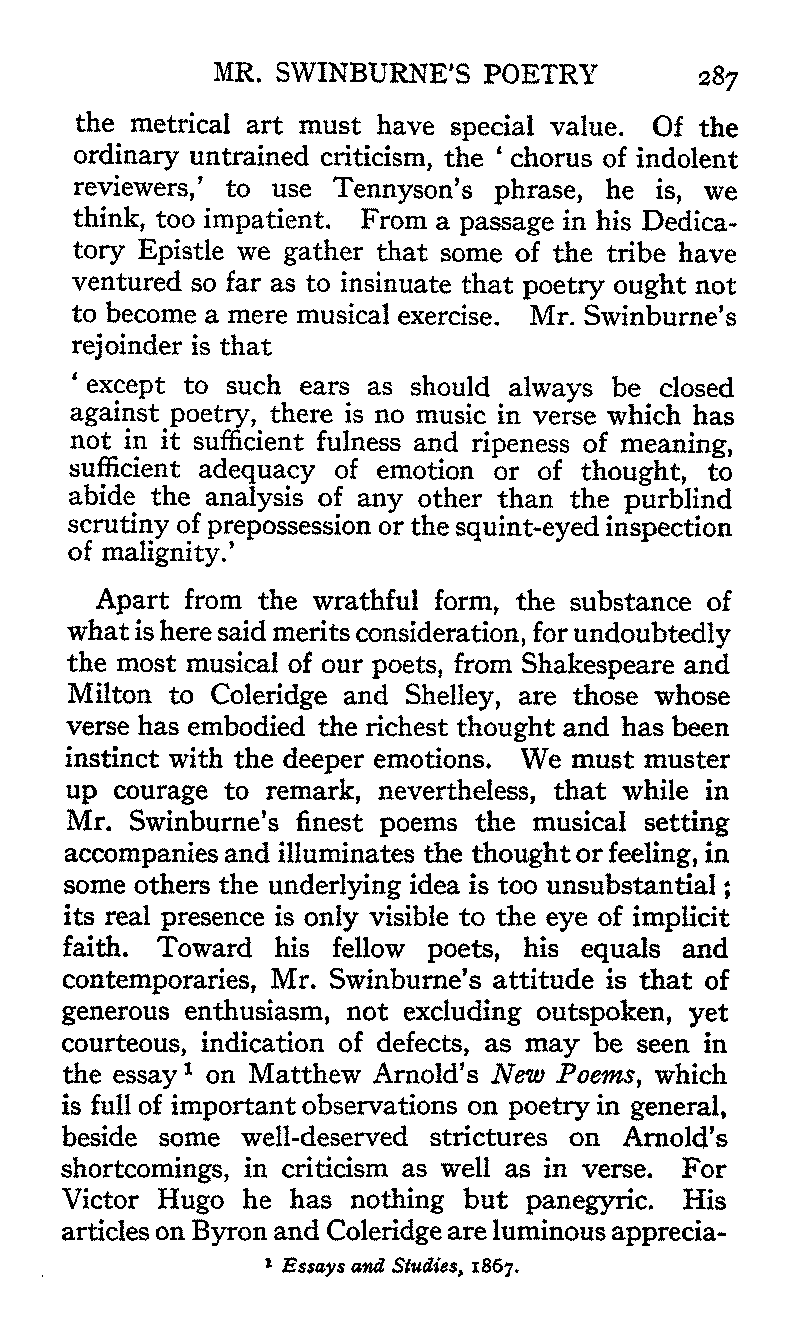 MR. SWINBURNE'S POETRY 287
the metrical art must have special value. Of the
ordinary untrained criticism, the ‘ chorus of indolent
reviewers,’ to use Tennyson's phrase, he is, we
think, too impatient. From a passage in his Dedica-
tory Epistle we gather that some of the tribe have
ventured so far as to insinuate that poetry ought not
to become a mere musical exercise. Mr. Swinburne's
rejoinder is that
‘ except to such ears as should always be closed
against poetry, there is no music in verse which has
not in it sufficient fulness and ripeness of meaning,
sufficient adequacy of emotion or of thought, to
abide the analysis of any other than the purblind
scrutiny of prepossession or the squint-eyed inspection
of malignity.’
Apart from the wrathful form, the substance of
what is here said merits consideration, for undoubtedly
the most musical of our poets, from Shakespeare and
Milton to Coleridge and Shelley, are those whose
verse has embodied the richest thought and has been
instinct with the deeper emotions. We must muster
up courage to remark, nevertheless, that while in
Mr. Swinburne's finest poems the musical setting
accompanies and illuminates the thought or feeling, in
some others the underlying idea is too unsubstantial ;
its real presence is only visible to the eye of implicit
faith. Toward his fellow poets, his equals and
contemporaries, Mr. Swinburne's attitude is that of
generous enthusiasm, not excluding outspoken, yet
courteous, indication of defects, as may be seen in
the essay ¹ on Matthew Arnold's New Poems, which
is full of important observations on poetry in general,
beside some well-deserved strictures on Arnold's
shortcomings, in criticism as well as in verse. For
Victor Hugo he has nothing but panegyric. His
articles on Byron and Coleridge are luminous apprecia-
¹ Essays and Studies, 1867.